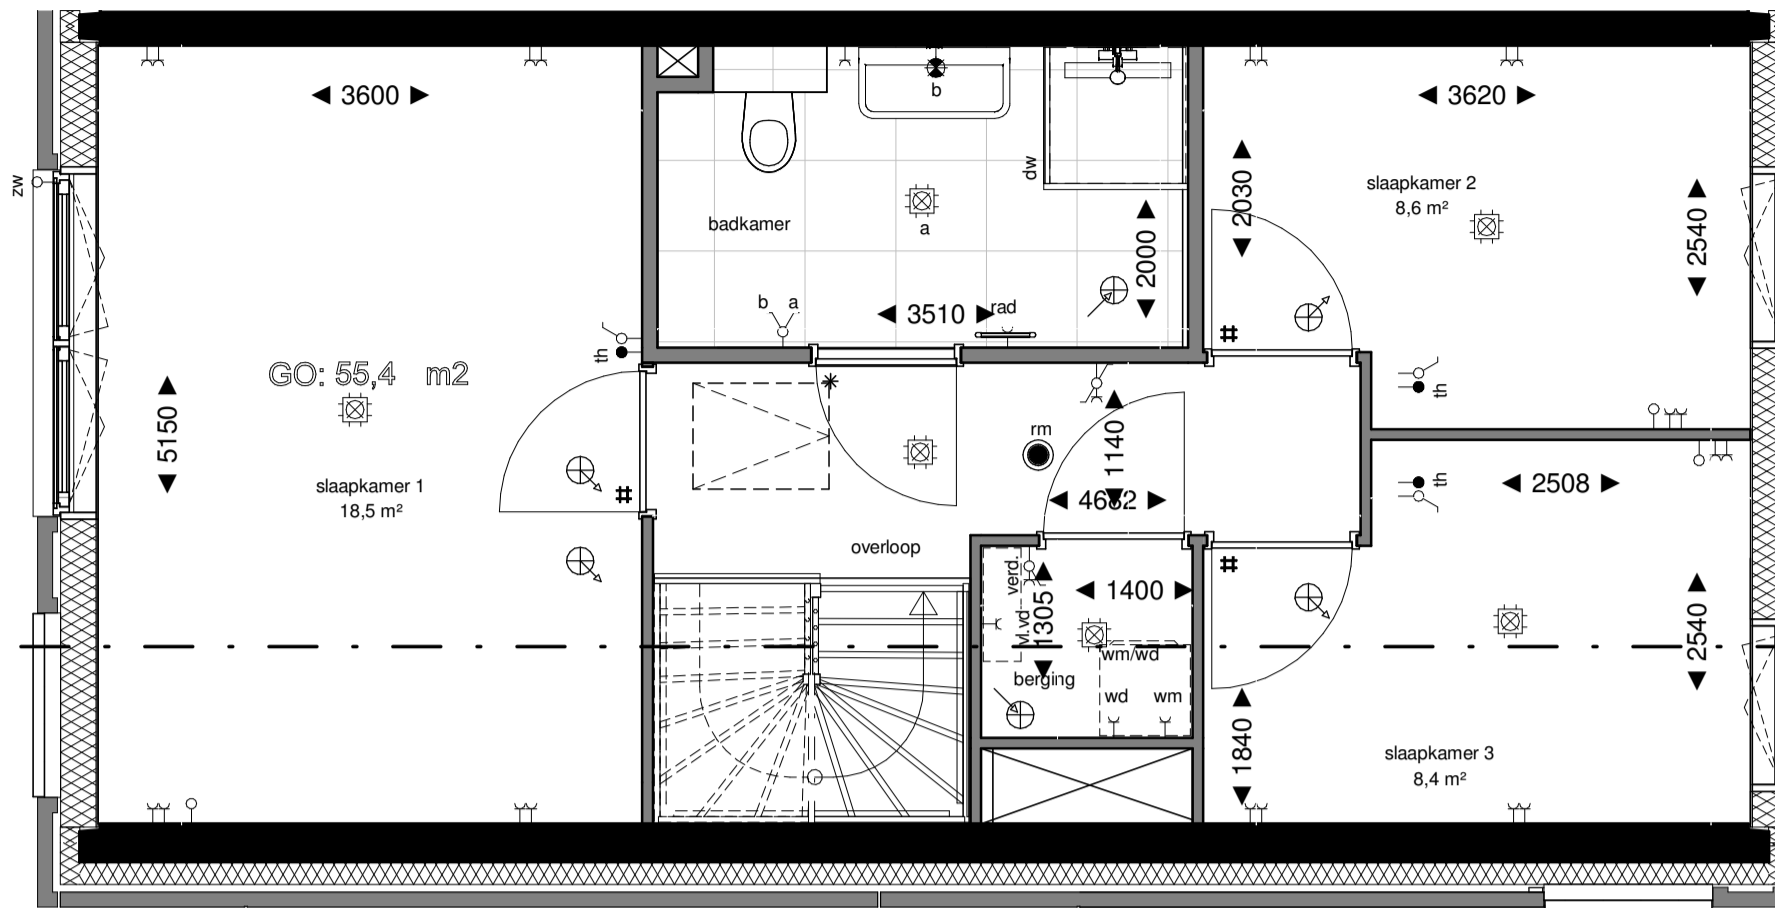 3600
b
3620
zw
dw
2030
slaapkamer 2
8,6 m²
2540
badkamer
a
2000
b a
3510
rad
th
GO: 55,4 m2
5150
th
slaapkamer 1
18,5 m²
rm
1140
4682
th
2508
overloop
verd.
vl.vd
1305
1400
2540
wm/wd
berging
wd wm
1840
slaapkamer 3
8,4 m²